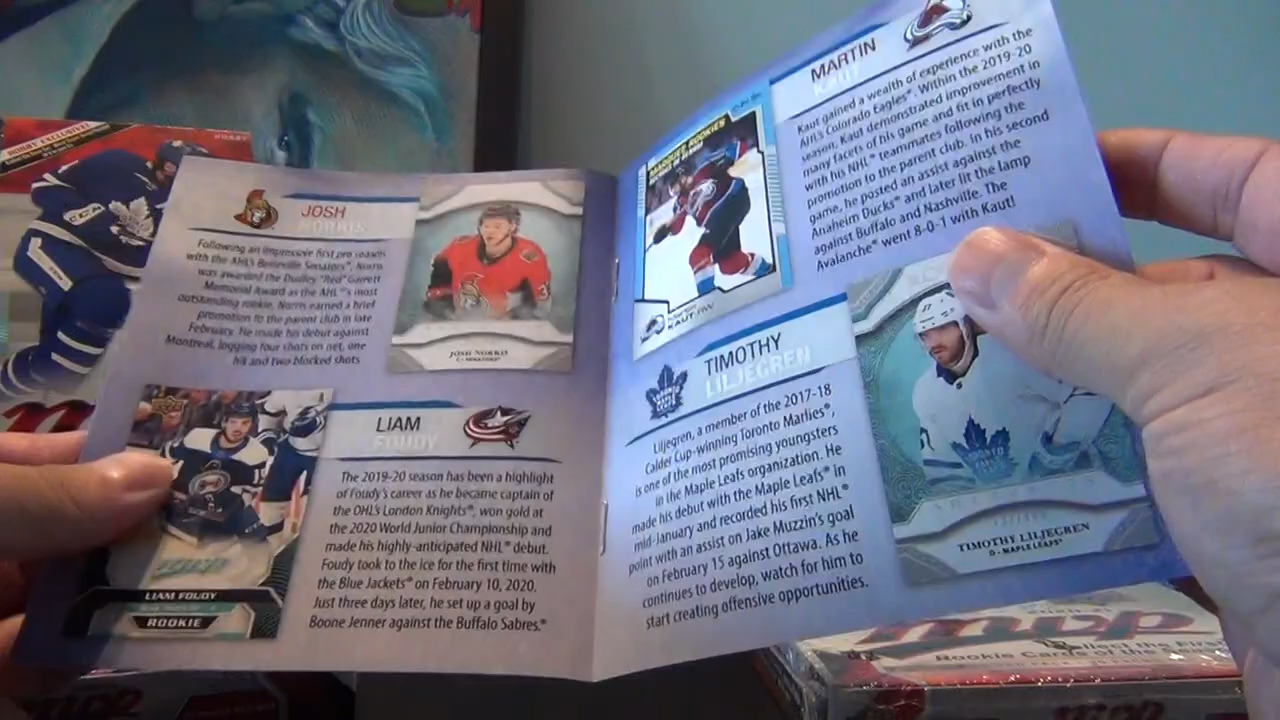 JOSH
NORRIS
Following an impressive first pro season
with the AHL's Belleville Senators®, Norris
was awarded the Dudley "Red" Garrett
Memorial Award as the AHL®'s most
outstanding rookie. Norris earned a brief
promotion to the parent club in late
February. He made his debut against
Montreal, logging four shots on net, one
hit and two blocked shots
JOSH NORRIS
LIAM
FOUDY
The 2019-20 season has been a highlight
of Foudy's career as he became captain of
the OHL's London Knights®, won gold at
the 2020 World Junior Championship and
made his highly-anticipated NHL® debut.
Foudy took to the ice for the first time with
the Blue Jackets® on February 10, 2020.
Just three days later, he set up a goal by
Boone Jenner against the Buffalo Sabres.®
LIAM FOUDY
ROOKIE
MARTIN
KAUT
Kaut gained a wealth of experience with the
AHL's Colorado Eagles®. Within the 2019-20
season, Kaut demonstrated improvement in
many facets of his game and fit in perfectly
with his NHL® teammates following the
promotion to the parent club. In his second
game, he posted an assist against the
Anaheim Ducks® and later lit the lamp
against Buffalo and Nashville. The
Avalanche® went 8-0-1 with Kaut!
MARQUEE ROOKIES
KAUT RW
TIMOTHY
LILJEGREN
Liljegren, a member of the 2017-18
Calder Cup-winning Toronto Marlies®,
is one of the most promising youngsters
in the Maple Leafs organization. He
made his debut with the Maple Leafs® in
mid-January and recorded his first NHL®
point with an assist on Jake Muzzin's goal
on February 15 against Ottawa. As he
continues to develop, watch for him to
start creating offensive opportunities.
TIMOTHY LILJEGREN
D - MAPLE LEAFS
HOBBY EXCLUSIVE
mvp
Collect the First
Rookie Cards of the
mvp